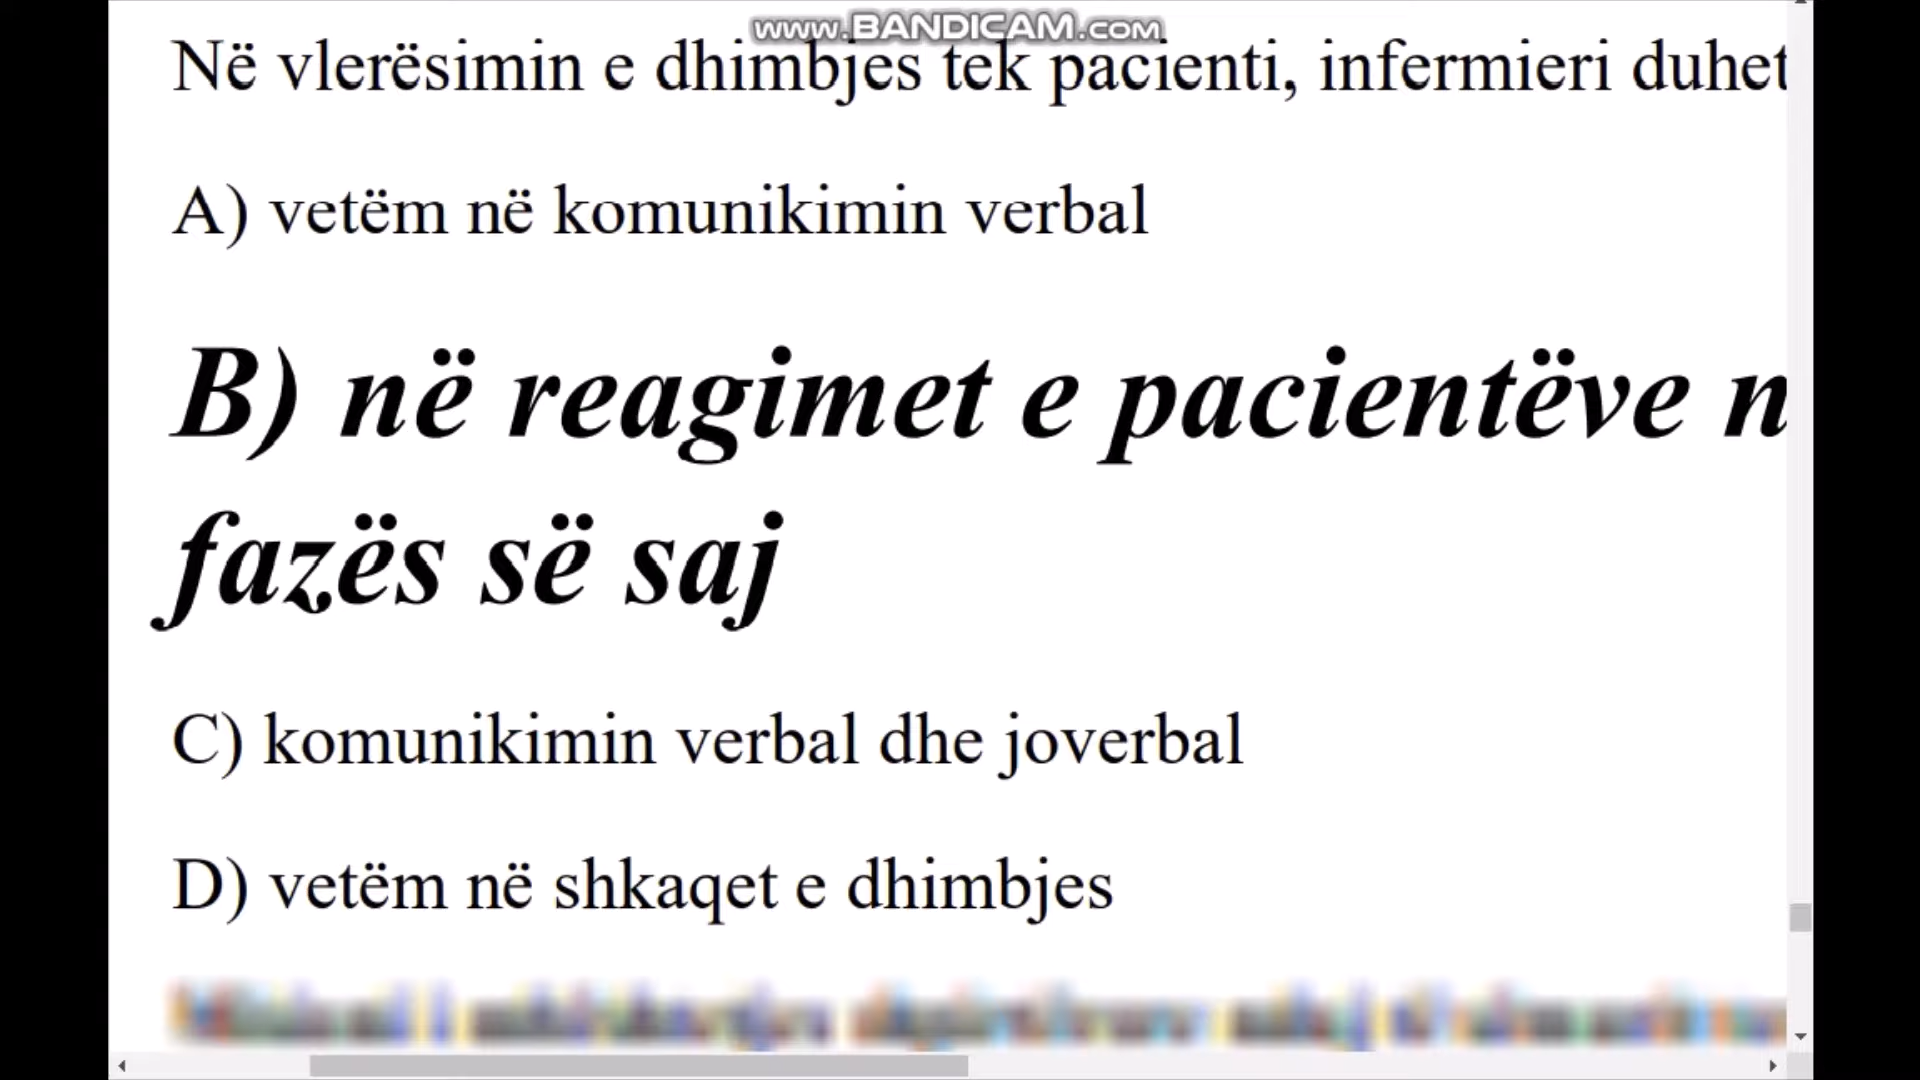 www.BANDICAM.com
Në vlerësimin e dhimbjes tek pacienti, infermieri duhet
A) vetëm në komunikimin verbal
B) në reagimet e pacientëve n
fazës së saj
C) komunikimin verbal dhe joverbal
D) vetëm në shkaqet e dhimbjes